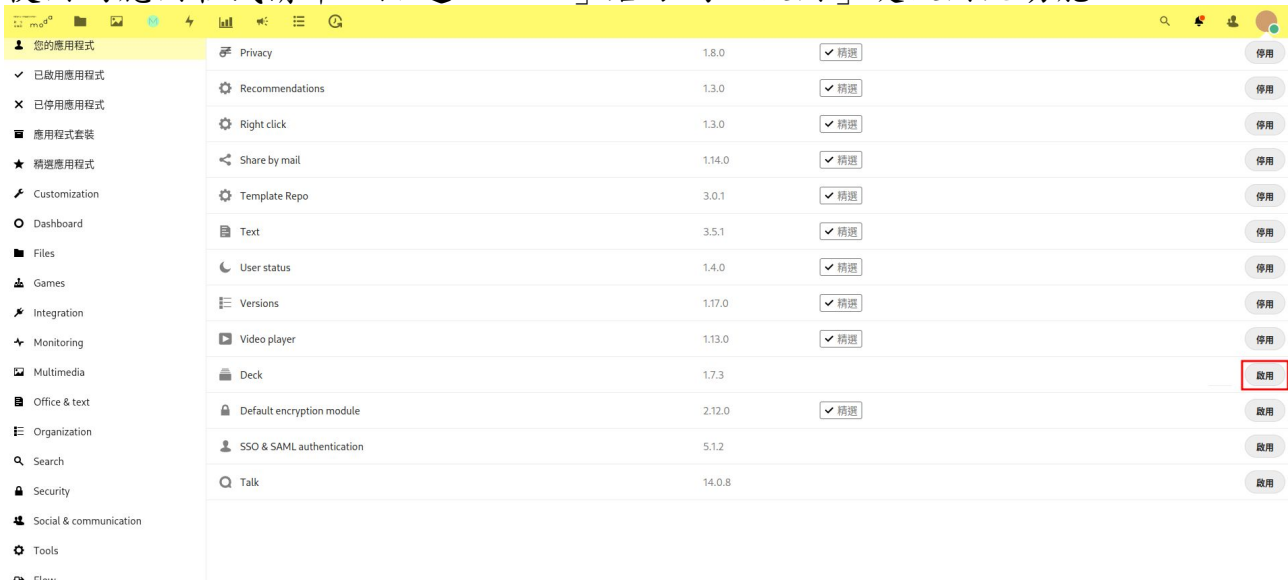 moda
您的應用程式
已啟用應用程式
已停用應用程式
應用程式套裝
精選應用程式
Customization
Dashboard
Files
Games
Integration
Monitoring
Multimedia
Office & text
Organization
Search
Security
Social & communication
Tools
Flow
Privacy 1.8.0 精選 停用
Recommendations 1.3.0 精選 停用
Right click 1.3.0 精選 停用
Share by mail 1.14.0 精選 停用
Template Repo 3.0.1 精選 停用
Text 3.5.1 精選 停用
User status 1.4.0 精選 停用
Versions 1.17.0 精選 停用
Video player 1.13.0 精選 停用
Deck 1.7.3 啟用
Default encryption module 2.12.0 精選 啟用
SSO & SAML authentication 5.1.2 啟用
Talk 14.0.8 啟用